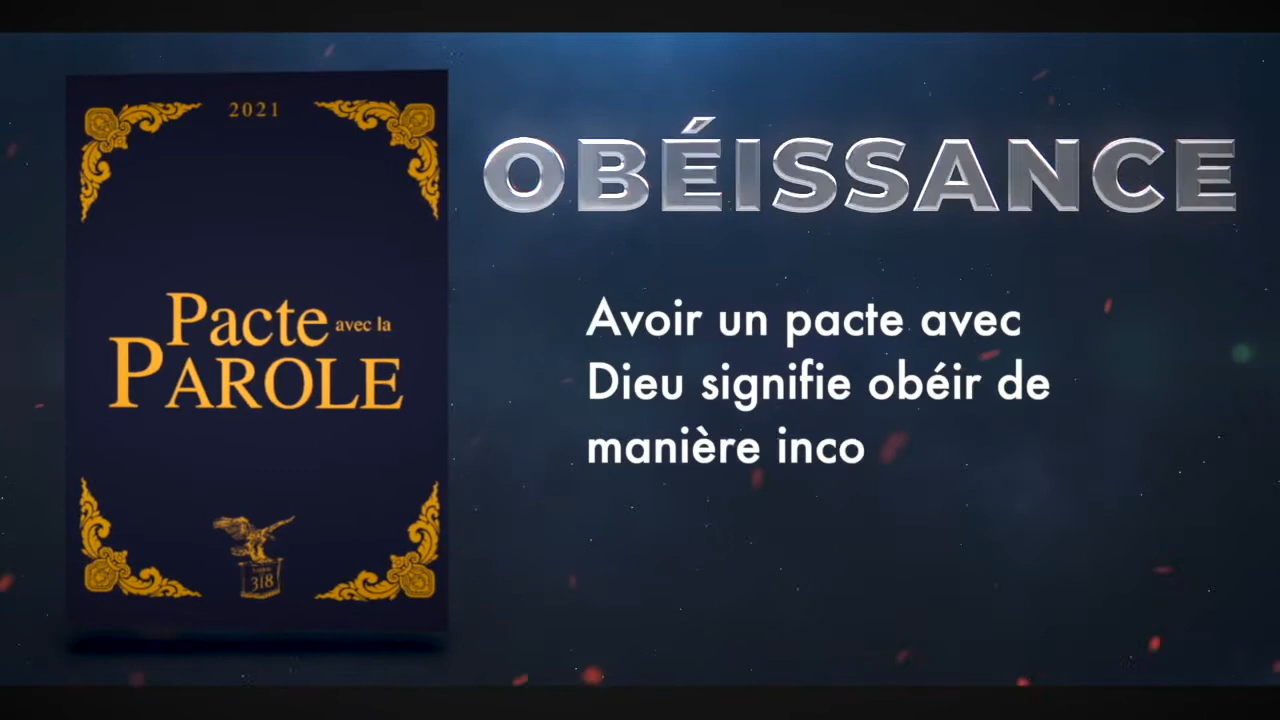 2021
Pacte avec la
PAROLE
318
OBÉISSANCE
Avoir un pacte avec
Dieu signifie obéir de
manière inco